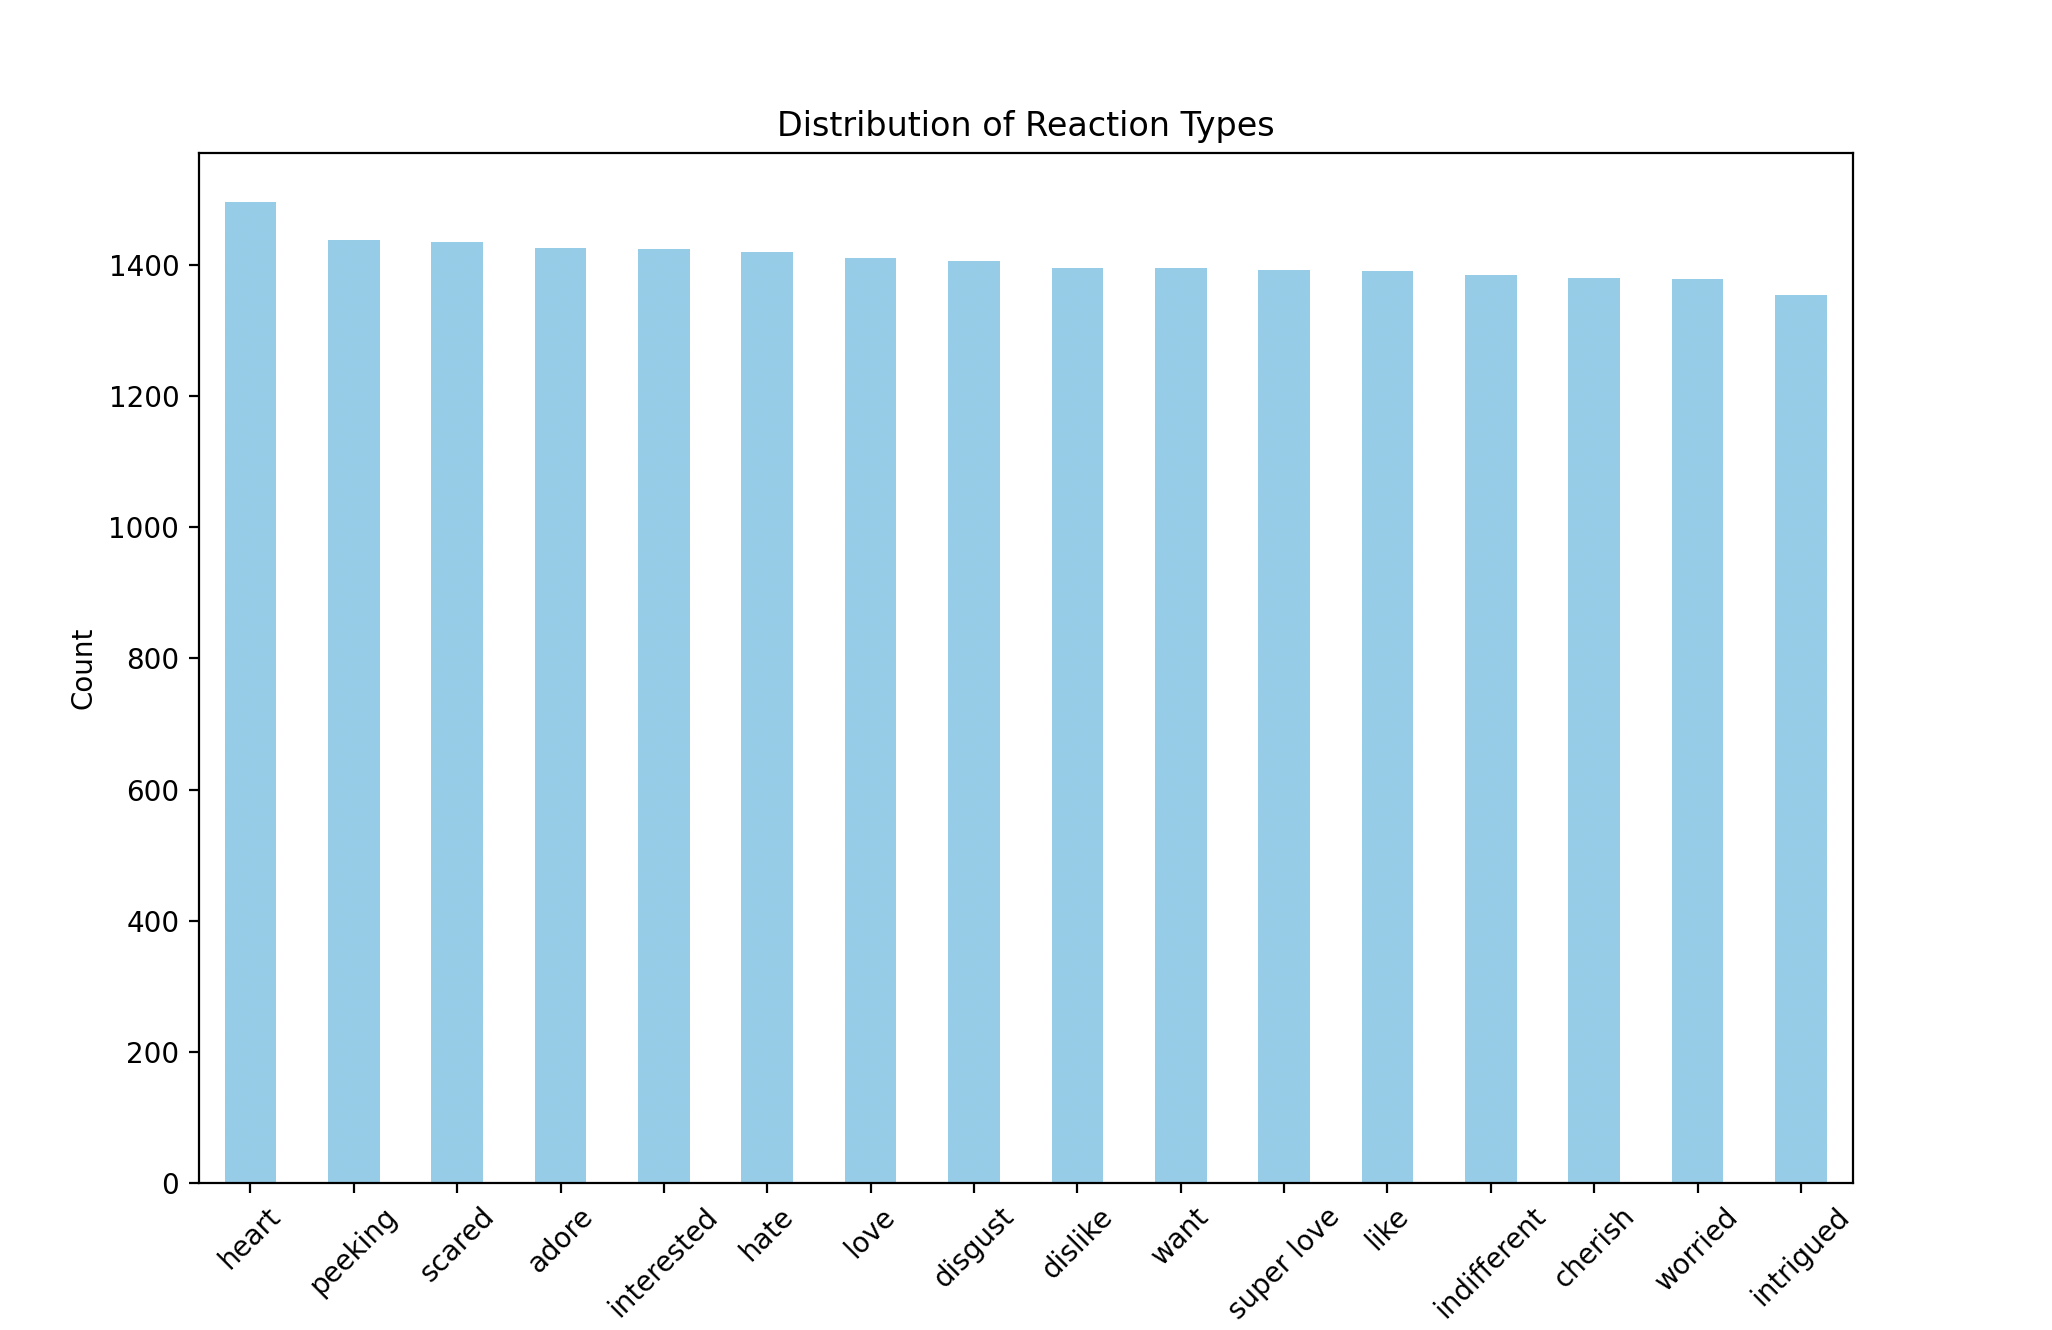 Distribution of Reaction Types
Count
1400
1200
1000
800
600
400
200
0
heart
peeking
scared
adore
interested
hate
love
disgust
dislike
want
super love
like
indifferent
cherish
worried
intrigued